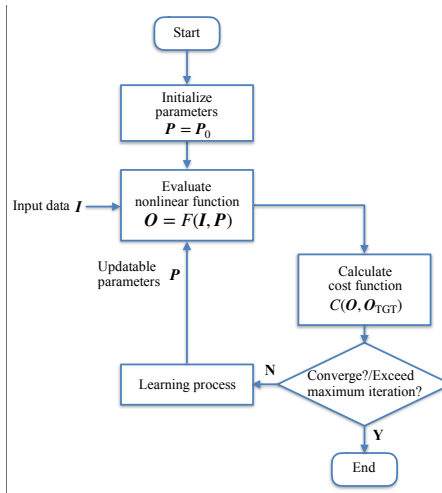 Start
Initialize
parameters
P = P₀
Evaluate
nonlinear function
O = F(I, P)
Input data I
Updatable
parameters P
Calculate
cost function
C(O, O_TGT)
Learning process
N
Converge?/Exceed
maximum iteration?
Y
End